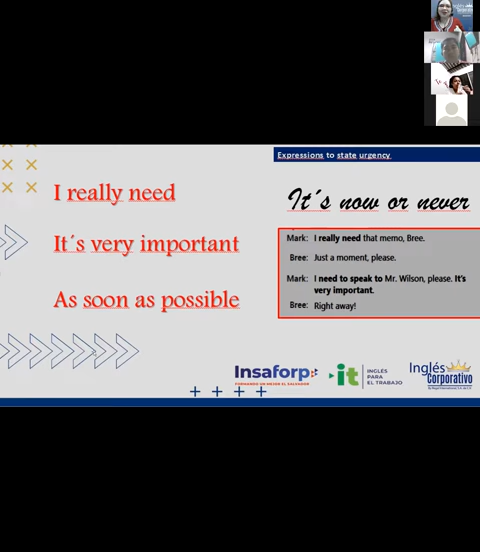 Expressions to state urgency
I really need
It´s very important
As soon as possible
It´s now or never
Mark: I really need that memo, Bree.
Bree: Just a moment, please.
Mark: I need to speak to Mr. Wilson, please. It's
very important.
Bree: Right away!
Insaforp
FORMANDO UN MEJOR EL SALVADOR
it
INGLÉS
PARA
EL TRABAJO
Inglés
Corporativo